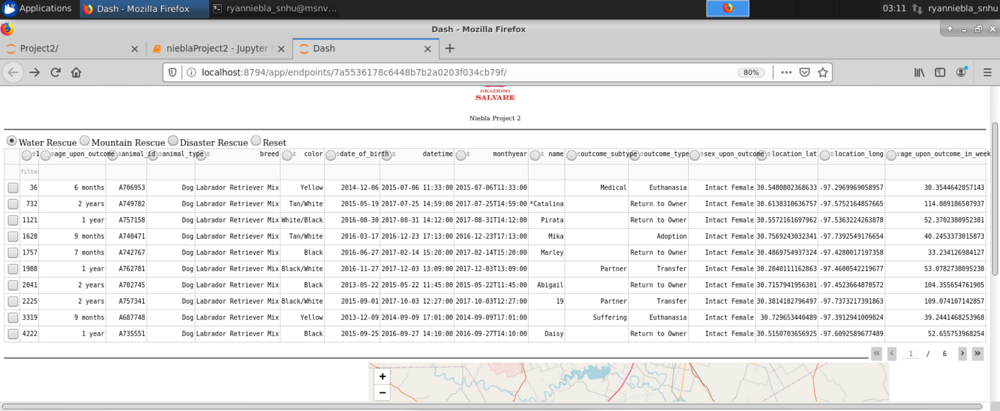 Applications Dash - Mozilla Firefox ryanniebla_snhu@msnv... 03:11 ryanniebla_snhu
Dash - Mozilla Firefox
Project2/ nieblaProject2 - Jupyter Dash
localhost:8794/app/endpoints/7a5536178c6448b7b2a0203f034cb79f/ 80%
GRAZIOSO
SALVARE
Niebla Project 2
Water Rescue Mountain Rescue Disaster Rescue Reset
1 age_upon_outcome animal_id animal_type breed color date_of_birth datetime monthyear name outcome_subtype outcome_type sex_upon_outcome location_lat location_long age_upon_outcome_in_week
filte
36 6 months A706953 Dog Labrador Retriever Mix Yellow 2014-12-06 2015-07-06 11:33:00 2015-07-06T11:33:00 Medical Euthanasia Intact Female 30.5480802368633 -97.2969969058957 30.3544642857143
732 2 years A749782 Dog Labrador Retriever Mix Tan/White 2015-05-19 2017-07-25 14:59:00 2017-07-25T14:59:00 *Catalina Return to Owner Intact Female 30.6138310636757 -97.5752164857665 114.089186507937
1121 1 year A757158 Dog Labrador Retriever Mix White/Black 2016-08-30 2017-08-31 14:12:00 2017-08-31T14:12:00 Pirata Return to Owner Intact Female 30.5572161697962 -97.5363224263878 52.3702380952381
1628 9 months A740471 Dog Labrador Retriever Mix Tan/White 2016-03-17 2016-12-23 17:13:00 2016-12-23T17:13:00 Mika Adoption Intact Female 30.7569243032341 -97.7392549176654 40.2453373015873
1757 7 months A742767 Dog Labrador Retriever Mix Black 2016-06-27 2017-02-14 15:20:00 2017-02-14T15:20:00 Marley Return to Owner Intact Female 30.4869754937324 -97.4280017197358 33.234126984127
1988 1 year A762781 Dog Labrador Retriever Mix Black/White 2016-11-27 2017-12-03 13:09:00 2017-12-03T13:09:00 Partner Transfer Intact Female 30.2840111162863 -97.4600542219677 53.0782738095238
2041 2 years A702745 Dog Labrador Retriever Mix Black 2013-05-22 2015-05-22 11:45:00 2015-05-22T11:45:00 Abigail Return to Owner Intact Female 30.7157941956301 -97.4523664870572 104.355654761905
2225 2 years A757341 Dog Labrador Retriever Mix Black/White 2015-09-01 2017-10-03 12:27:00 2017-10-03T12:27:00 19 Partner Transfer Intact Female 30.3814182796497 -97.7373217391863 109.074107142857
3319 9 months A687748 Dog Labrador Retriever Mix Yellow 2013-12-09 2014-09-09 17:01:00 2014-09-09T17:01:00 Suffering Euthanasia Intact Female 30.729653440489 -97.3912941009824 39.2441468253968
4222 1 year A735551 Dog Labrador Retriever Mix Black 2015-09-25 2016-09-27 14:10:00 2016-09-27T14:10:00 Daisy Return to Owner Intact Female 30.5150703656925 -97.6092589677489 52.655753968254
« ‹ 1 / 6 › »
+
−